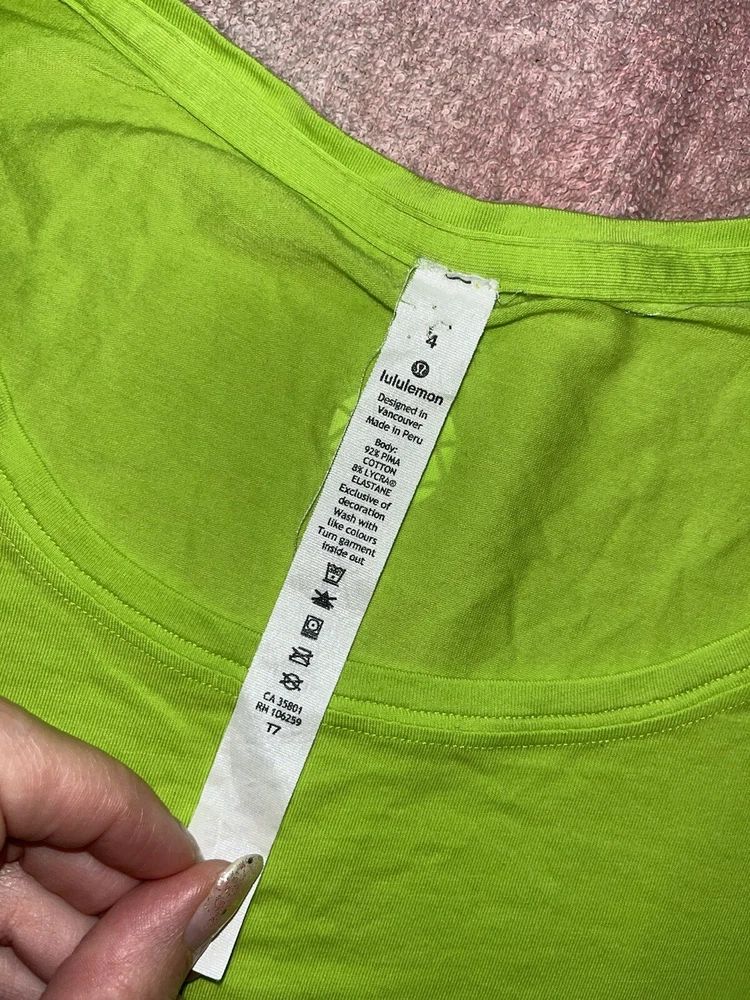 4
lululemon
Designed in
Vancouver
Made in Peru
Body:
92% PIMA
COTTON
8% LYCRA®
ELASTANE
Exclusive of
decoration
Wash with
like colours
Turn garment
inside out
CA 35801
RN 106259
T7